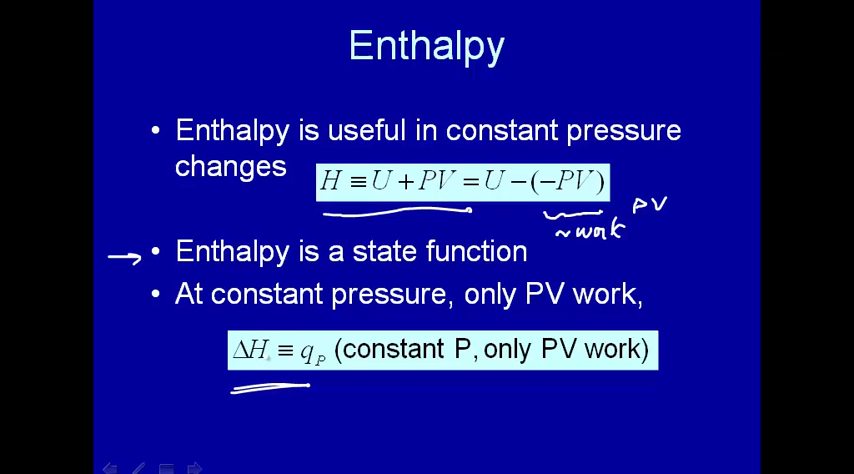 Enthalpy
• Enthalpy is useful in constant pressure
changes
H ≡ U + PV = U − (−PV)
~ work PV
• Enthalpy is a state function
• At constant pressure, only PV work,
ΔH ≡ q_P (constant P, only PV work)